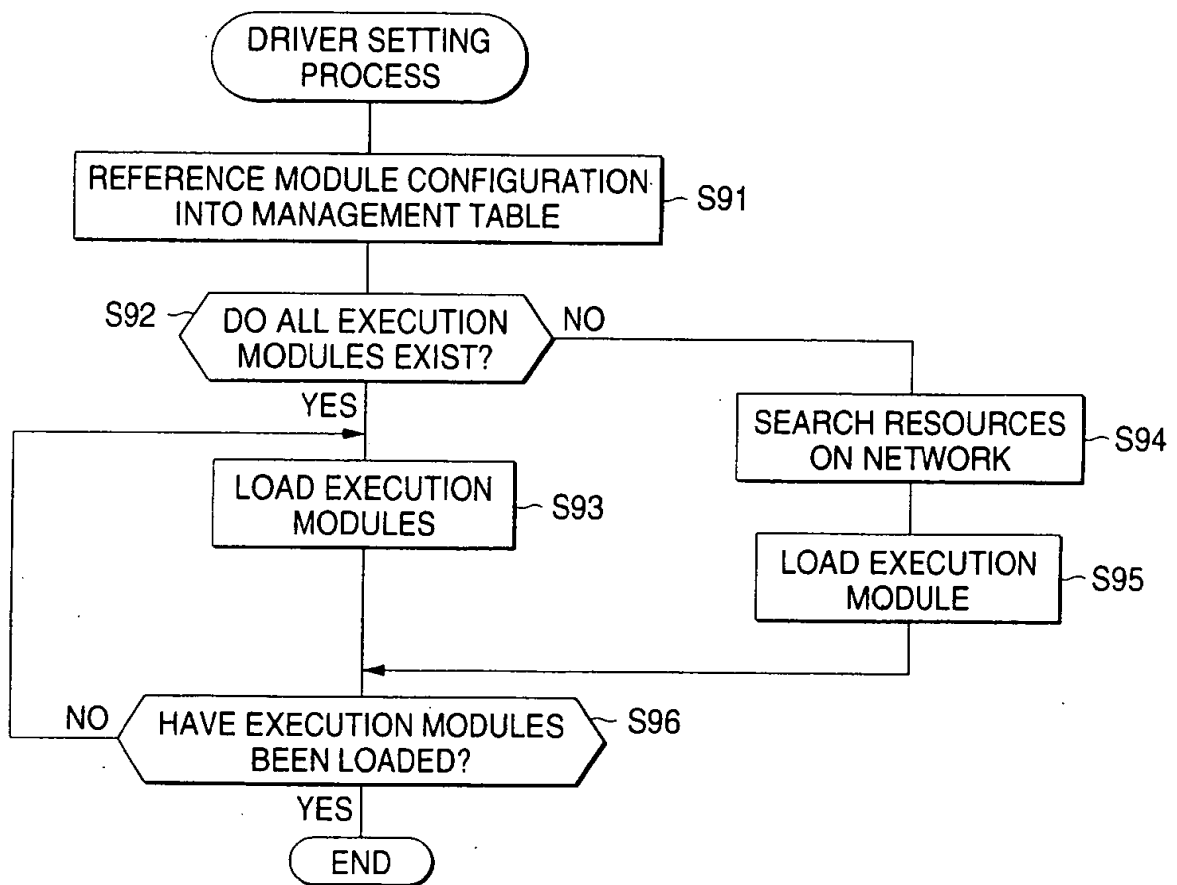 DRIVER SETTING
PROCESS
REFERENCE MODULE CONFIGURATION
INTO MANAGEMENT TABLE
S91
S92
DO ALL EXECUTION
MODULES EXIST?
NO
YES
SEARCH RESOURCES
ON NETWORK
S94
LOAD EXECUTION
MODULES
S93
LOAD EXECUTION
MODULE
S95
NO
HAVE EXECUTION MODULES
BEEN LOADED?
S96
YES
END